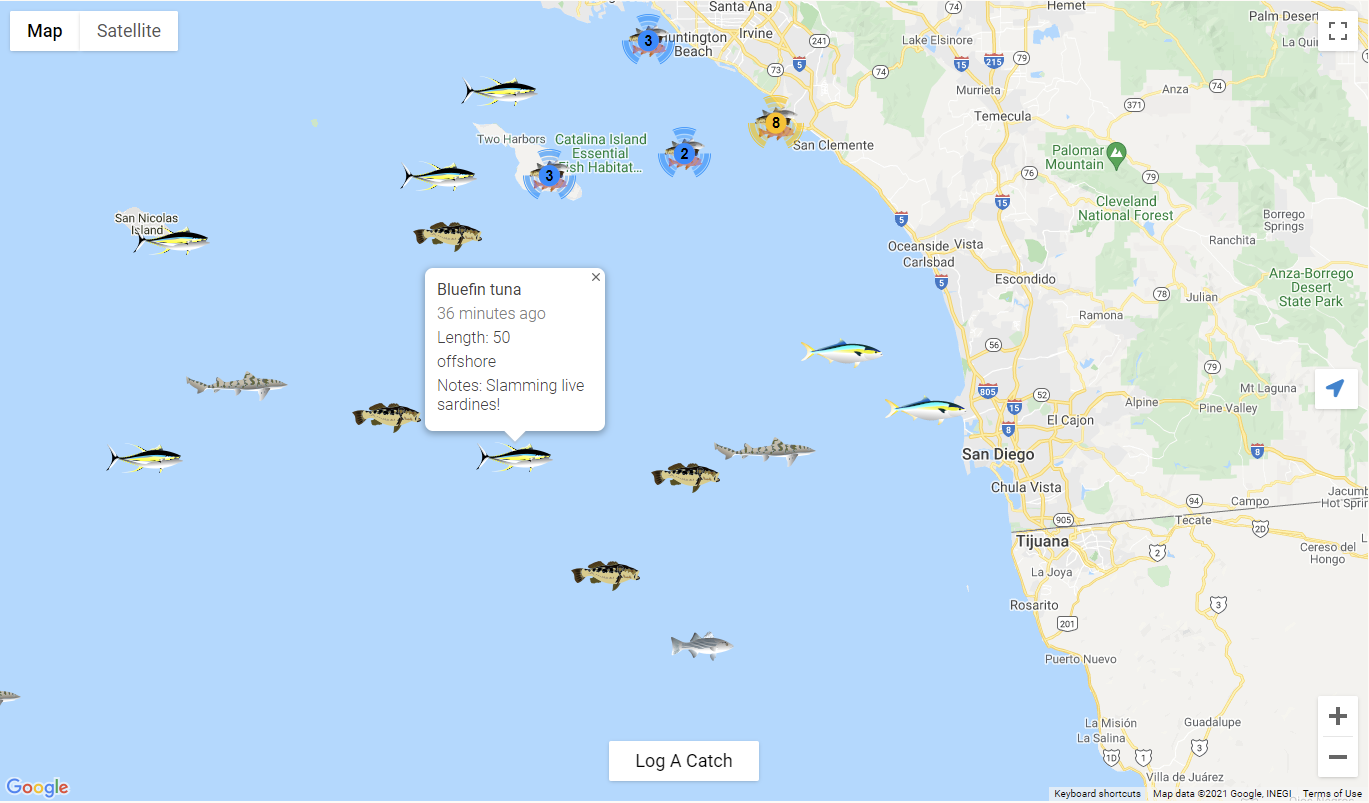 Map
Satellite
Santa Ana
Irvine
Huntington
Beach
3
74
Hemet
Palm Desert
La Qui
241
Lake Elsinore
5
15
215
79
73
74
Murrieta
Anza
74
371
Temecula
8
San Clemente
Two Harbors
Catalina Island
Essential
Fish Habitat...
2
3
Palomar
Mountain
76
79
15
Cleveland
National Forest
San Nicolas
Island
5
Oceanside
Vista
Carlsbad
Borrego
Springs
Ranchita
Escondido
5
Anza-Borrego
Desert
State Park
78
Julian
Ramona
×
Bluefin tuna
36 minutes ago
Length: 50
offshore
Notes: Slamming live
sardines!
56
79
805
52
15
8
Mt Laguna
Alpine
Pine Valley
El Cajon
8
San Diego
Chula Vista
94
Campo
Jacumb
Hot Sprin
905
Tecate
2D
Tijuana
2
Cereso del
Hongo
La Joya
Rosarito
3
201
Puerto Nuevo
La Misión
La Salina
Guadalupe
1D
1
3
Villa de Juárez
+
−
Log A Catch
Google
Keyboard shortcuts
Map data ©2021 Google, INEGI
Terms of Use